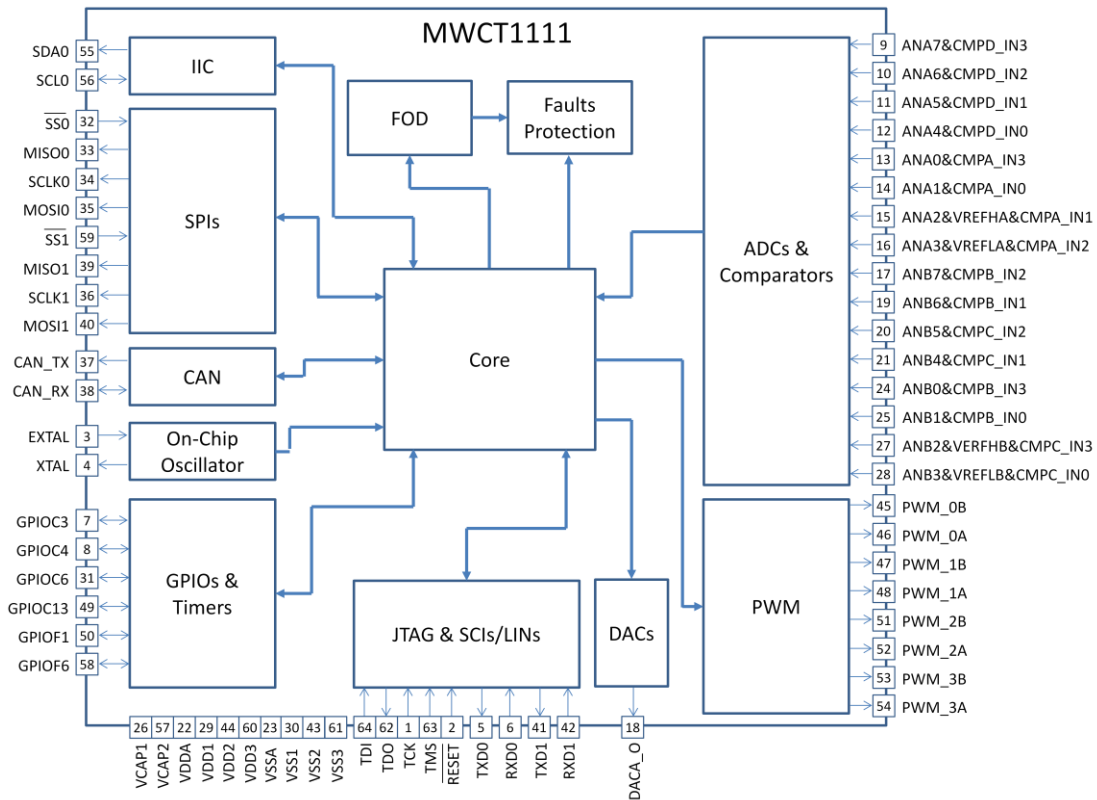 MWCT1111
SDA0 55
SCL0 56
IIC
SS0 32
MISO0 33
SCLK0 34
MOSI0 35
SS1 59
MISO1 39
SCLK1 36
MOSI1 40
SPIs
CAN_TX 37
CAN_RX 38
CAN
EXTAL 3
XTAL 4
On-Chip
Oscillator
GPIOC3 7
GPIOC4 8
GPIOC6 31
GPIOC13 49
GPIOF1 50
GPIOF6 58
GPIOs &
Timers
FOD
Faults
Protection
Core
JTAG & SCIs/LINs
DACs
ADCs &
Comparators
PWM
9 ANA7&CMPD_IN3
10 ANA6&CMPD_IN2
11 ANA5&CMPD_IN1
12 ANA4&CMPD_IN0
13 ANA0&CMPA_IN3
14 ANA1&CMPA_IN0
15 ANA2&VREFHA&CMPA_IN1
16 ANA3&VREFLA&CMPA_IN2
17 ANB7&CMPB_IN2
19 ANB6&CMPB_IN1
20 ANB5&CMPC_IN2
21 ANB4&CMPC_IN1
24 ANB0&CMPB_IN3
25 ANB1&CMPB_IN0
27 ANB2&VERFHB&CMPC_IN3
28 ANB3&VREFLB&CMPC_IN0
45 PWM_0B
46 PWM_0A
47 PWM_1B
48 PWM_1A
51 PWM_2B
52 PWM_2A
53 PWM_3B
54 PWM_3A
26 VCAP1
57 VCAP2
22 VDDA
29 VDD1
44 VDD2
60 VDD3
23 VSSA
30 VSS1
43 VSS2
61 VSS3
64 TDI
62 TDO
1 TCK
63 TMS
2 RESET
5 TXD0
6 RXD0
41 TXD1
42 RXD1
18 DACA_O